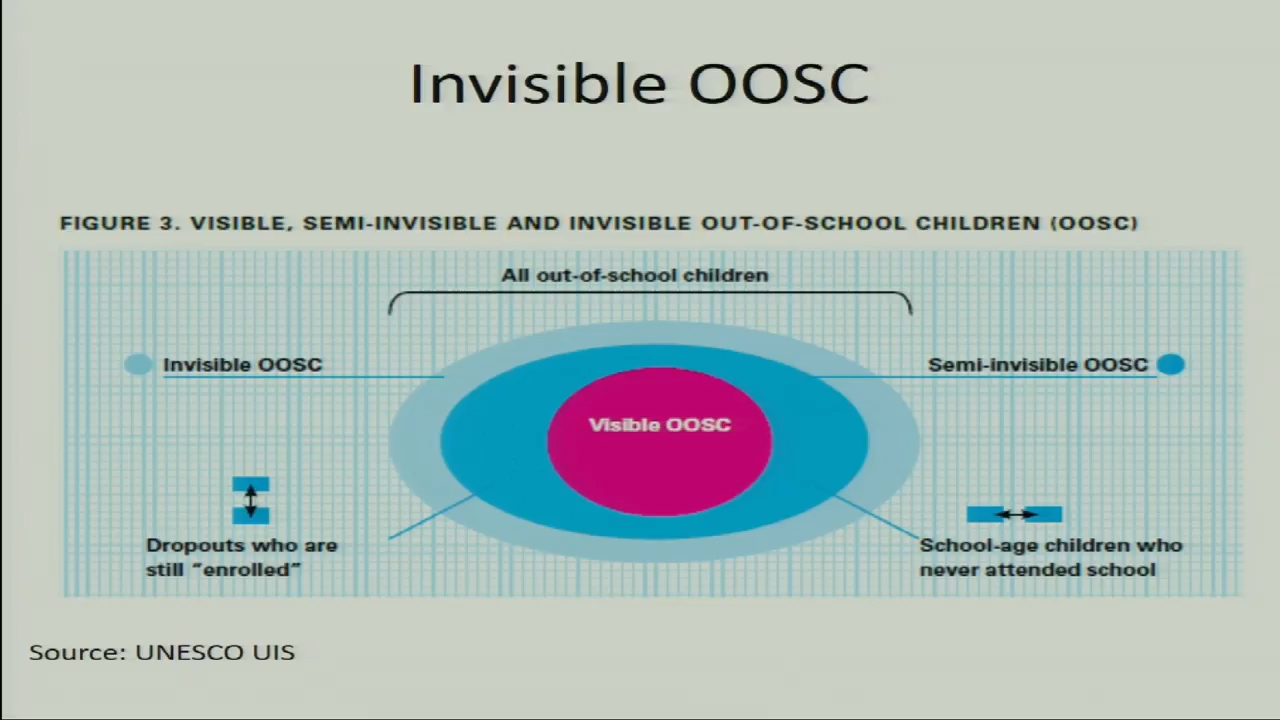 Invisible OOSC
FIGURE 3. VISIBLE, SEMI-INVISIBLE AND INVISIBLE OUT-OF-SCHOOL CHILDREN (OOSC)
All out-of-school children
Invisible OOSC
Semi-invisible OOSC
Visible OOSC
Dropouts who are
still "enrolled"
School-age children who
never attended school
Source: UNESCO UIS